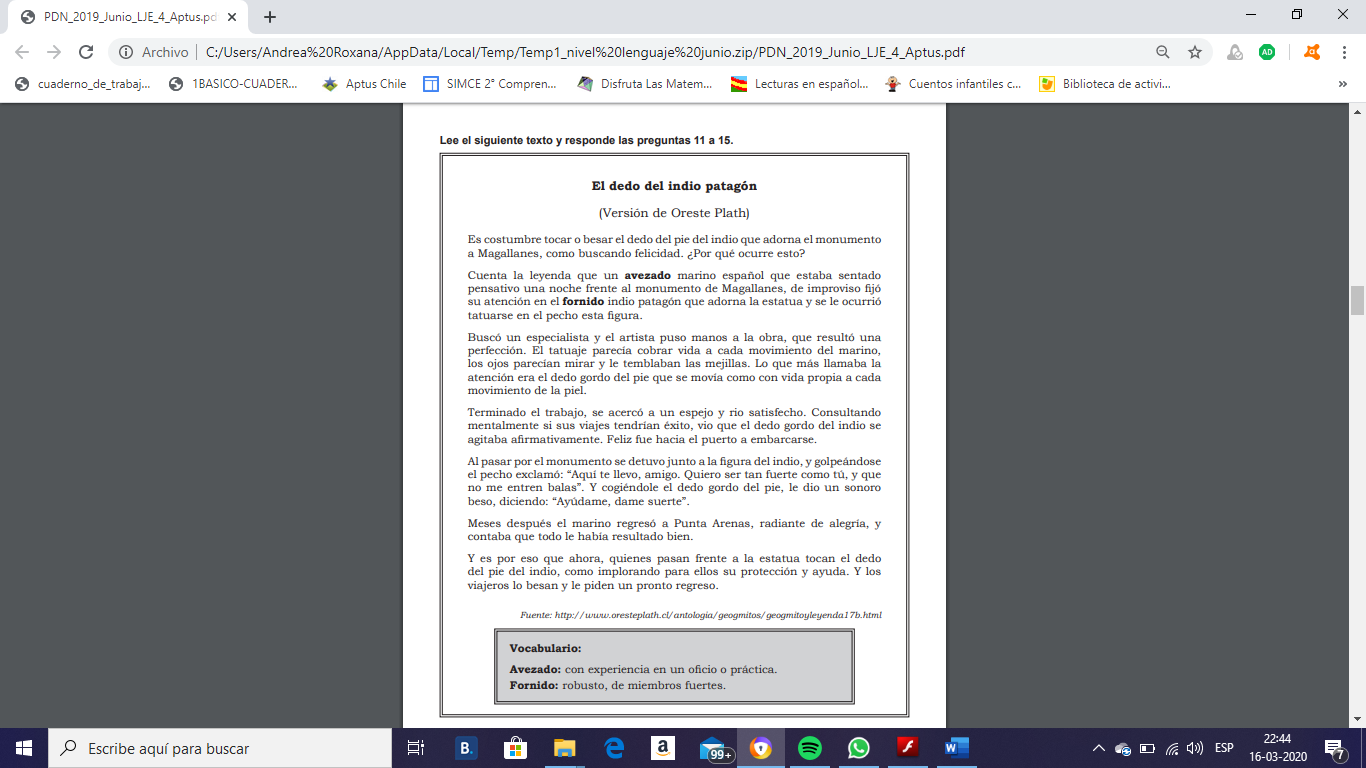 PDN_2019_Junio_LJE_4_Aptus.pd
Archivo C:/Users/Andrea%20Roxana/AppData/Local/Temp/Temp1_nivel%20lenguaje%20junio.zip/PDN_2019_Junio_LJE_4_Aptus.pdf
AD
cuaderno_de_trabaj... 1BASICO-CUADER... Aptus Chile SIMCE 2° Compren... Disfruta Las Matem... Lecturas en español... Cuentos infantiles c... Biblioteca de activi... »
Lee el siguiente texto y responde las preguntas 11 a 15.
El dedo del indio patagón
(Versión de Oreste Plath)
Es costumbre tocar o besar el dedo del pie del indio que adorna el monumento
a Magallanes, como buscando felicidad. ¿Por qué ocurre esto?
Cuenta la leyenda que un avezado marino español que estaba sentado
pensativo una noche frente al monumento de Magallanes, de improviso fijó
su atención en el fornido indio patagón que adorna la estatua y se le ocurrió
tatuarse en el pecho esta figura.
Buscó un especialista y el artista puso manos a la obra, que resultó una
perfección. El tatuaje parecía cobrar vida a cada movimiento del marino,
los ojos parecían mirar y le temblaban las mejillas. Lo que más llamaba la
atención era el dedo gordo del pie que se movía como con vida propia a cada
movimiento de la piel.
Terminado el trabajo, se acercó a un espejo y rio satisfecho. Consultando
mentalmente si sus viajes tendrían éxito, vio que el dedo gordo del indio se
agitaba afirmativamente. Feliz fue hacia el puerto a embarcarse.
Al pasar por el monumento se detuvo junto a la figura del indio, y golpeándose
el pecho exclamó: “Aquí te llevo, amigo. Quiero ser tan fuerte como tú, y que
no me entren balas”. Y cogiéndole el dedo gordo del pie, le dio un sonoro
beso, diciendo: “Ayúdame, dame suerte”.
Meses después el marino regresó a Punta Arenas, radiante de alegría, y
contaba que todo le había resultado bien.
Y es por eso que ahora, quienes pasan frente a la estatua tocan el dedo
del pie del indio, como implorando para ellos su protección y ayuda. Y los
viajeros lo besan y le piden un pronto regreso.
Fuente: http://www.oresteplath.cl/antologia/geogmitos/geogmitoyleyenda17b.html
Vocabulario:
Avezado: con experiencia en un oficio o práctica.
Fornido: robusto, de miembros fuertes.
Escribe aquí para buscar
B.
a
99+
W
ESP
22:44
16-03-2020
7